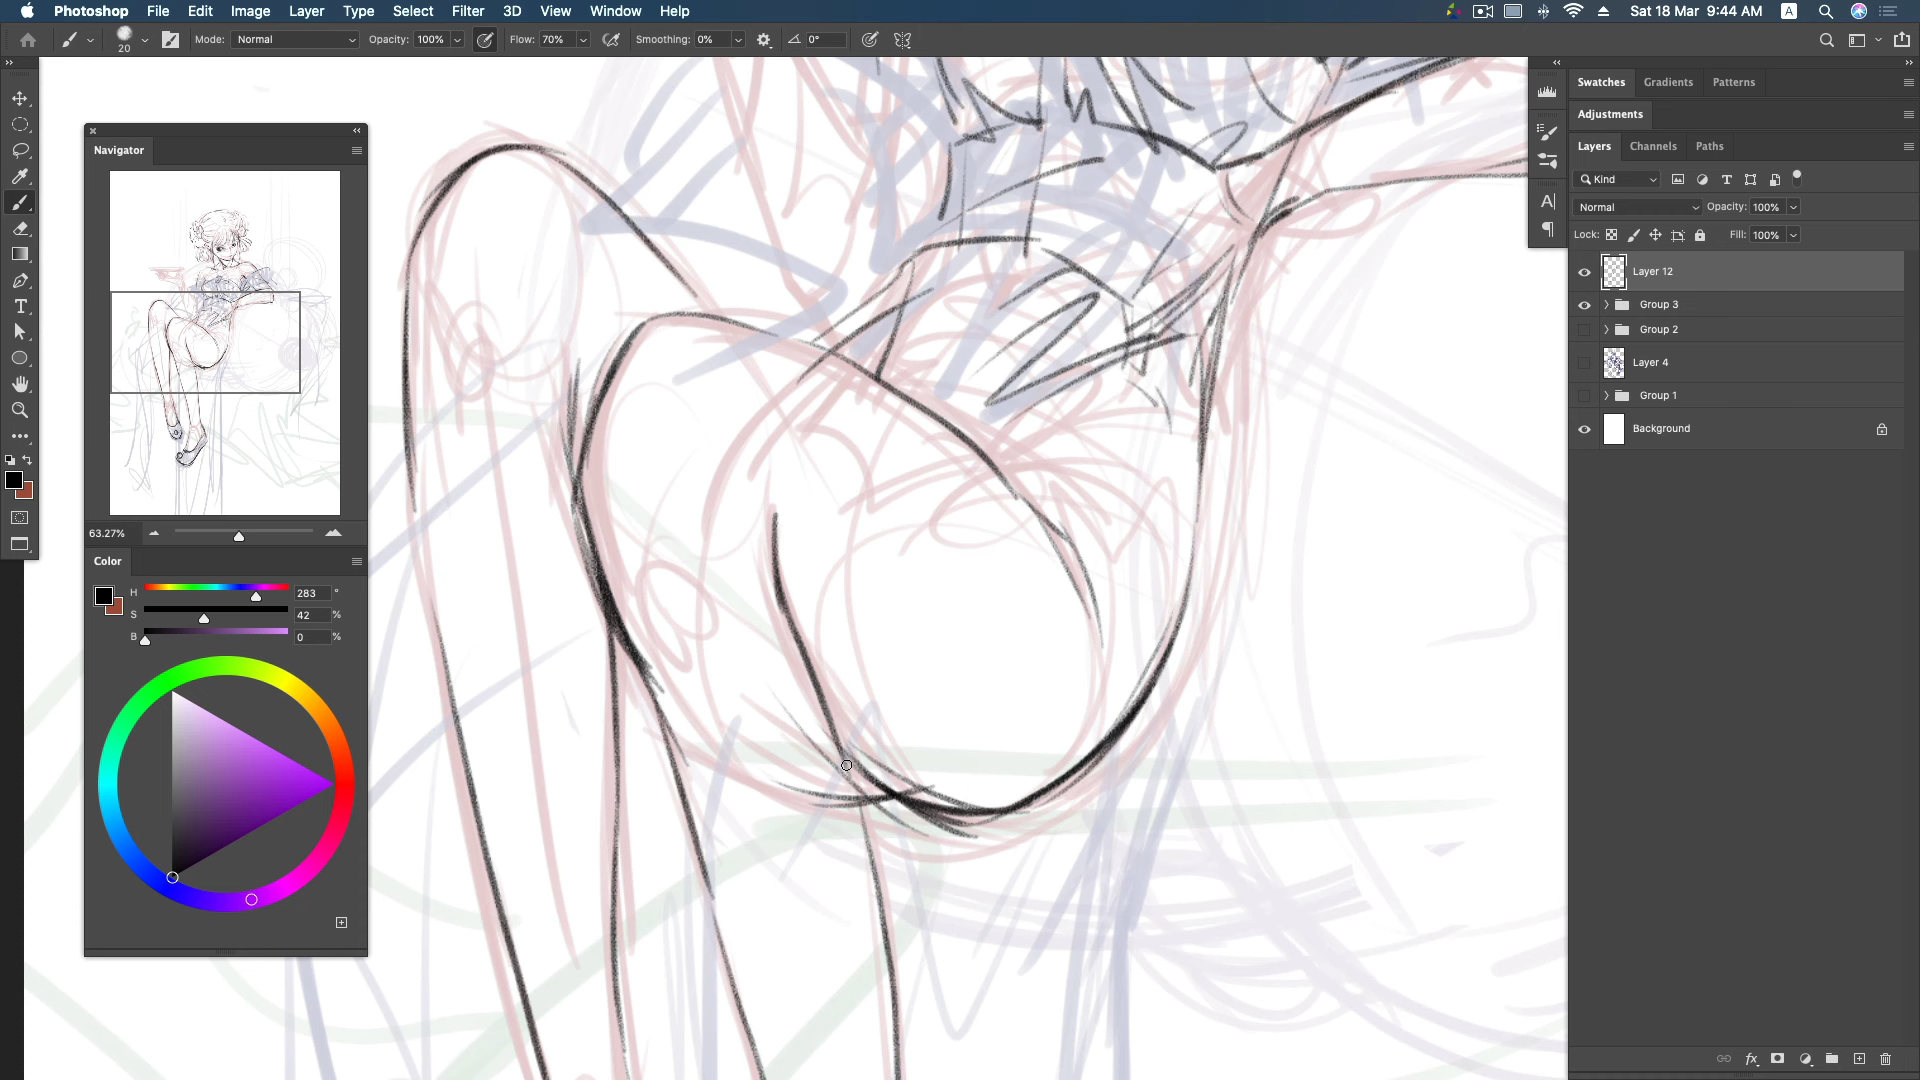 Photoshop File Edit Image Layer Type Select Filter 3D View Window Help
Sat 18 Mar 9:44 AM A
20 Mode: Normal Opacity: 100% Flow: 70% Smoothing: 0% 0°
Navigator
63.27%
Color
H 283 °
S 42 %
B 0 %
Swatches Gradients Patterns
Adjustments
Layers Channels Paths
Kind
Normal Opacity: 100%
Lock: Fill: 100%
Layer 12
Group 3
Group 2
Layer 4
Group 1
Background